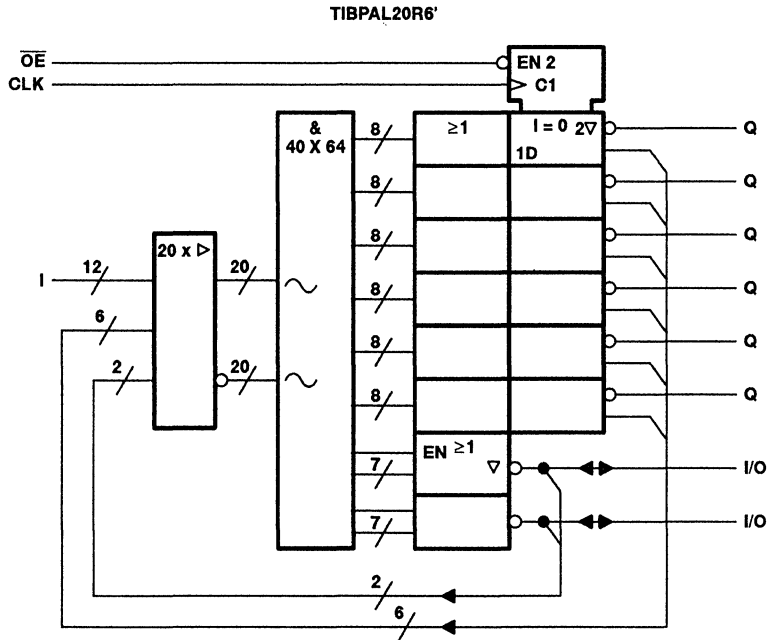 TIBPAL20R6'
OE
EN 2
CLK
C1
&
40 X 64
8
≥1
I = 0
2▽
Q
1D
8
Q
8
Q
20 x ▷
I
12
20
8
Q
6
8
Q
2
20
8
Q
EN ≥1
▽
7
I/O
7
I/O
2
6